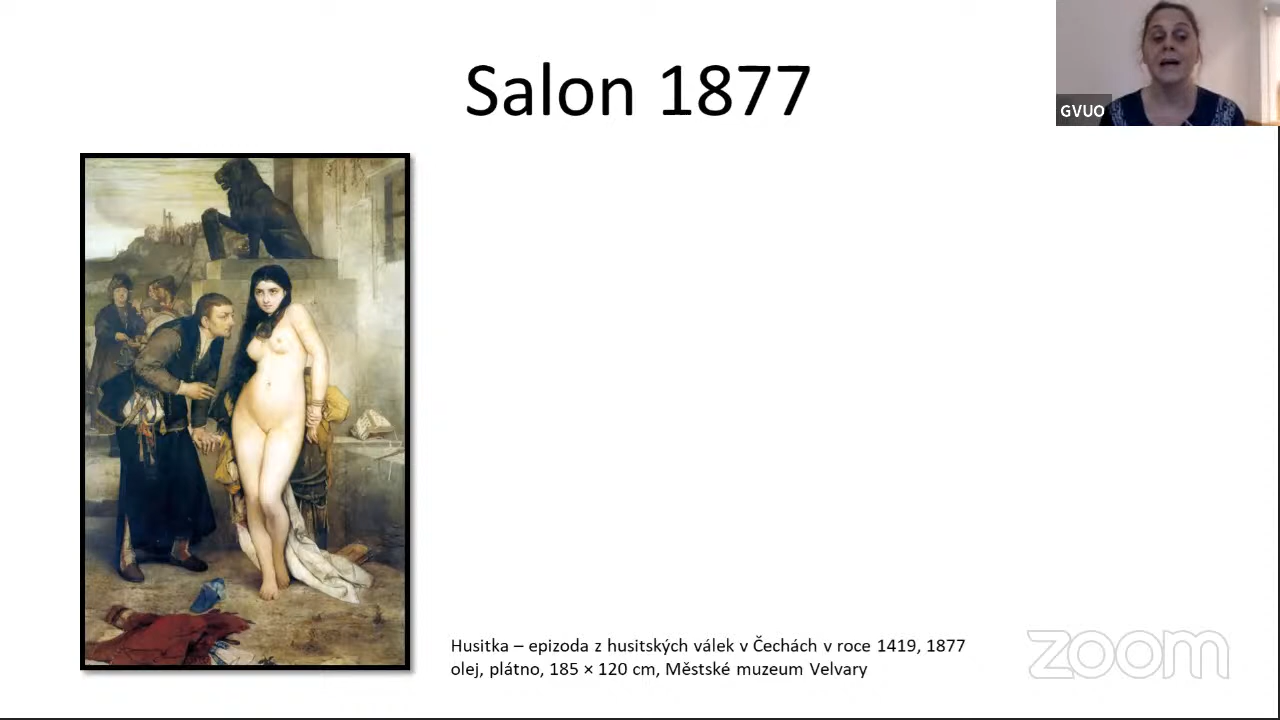 Salon 1877
GVUO
Husitka – epizoda z husitských válek v Čechách v roce 1419, 1877
olej, plátno, 185 × 120 cm, Městské muzeum Velvary
zoom